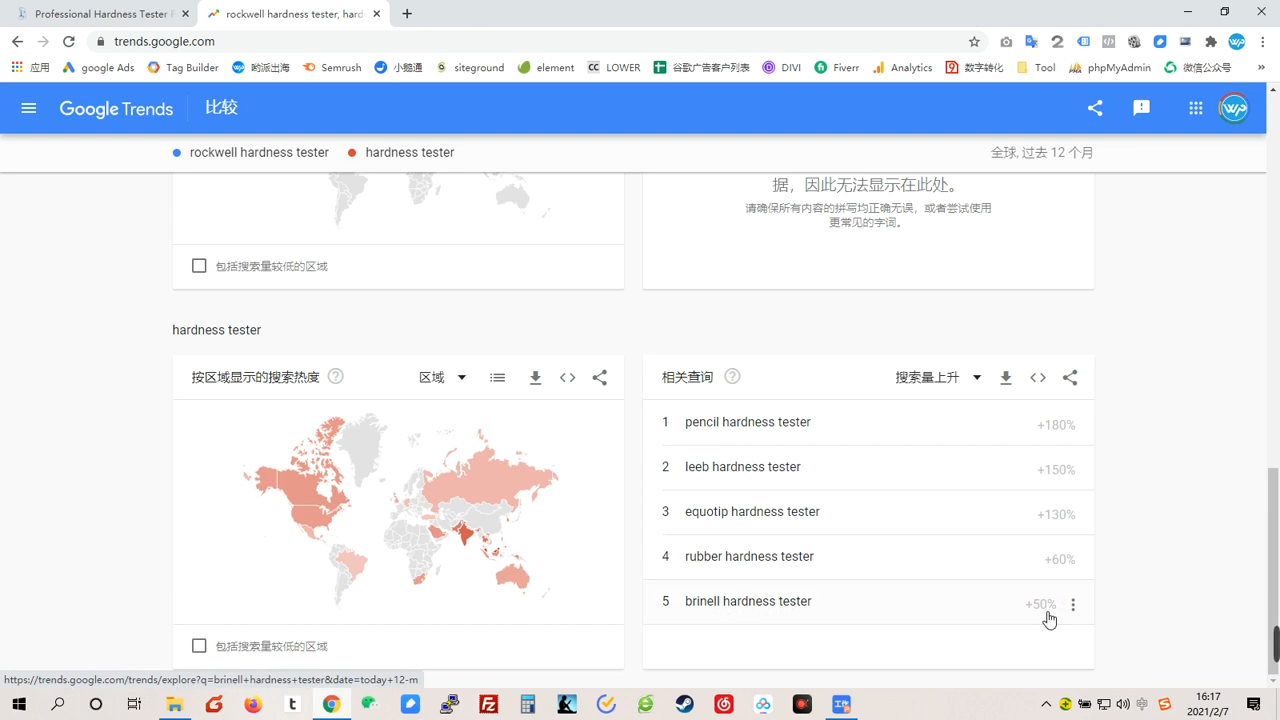 Professional Hardness Tester
rockwell hardness tester, hard
trends.google.com
应用
google Ads
Tag Builder
Semrush
siteground
element
LOWER
谷歌广告客户列表
DIVI
Fiverr
Analytics
数字转化
Tool
phpMyAdmin
微信公众号
Google Trends
比较
rockwell hardness tester
hardness tester
全球, 过去 12 个月
据，因此无法显示在此处。
请确保所有内容的拼写均正确无误，或者尝试使用
更常见的字词。
包括搜索量较低的区域
hardness tester
按区域显示的搜索热度
区域
相关查询
搜索量上升
1 pencil hardness tester +180%
2 leeb hardness tester +150%
3 equotip hardness tester +130%
4 rubber hardness tester +60%
5 brinell hardness tester +50%
包括搜索量较低的区域
https://trends.google.com/trends/explore?q=brinell+hardness+tester&date=today+12-m
16:17
2021/2/7